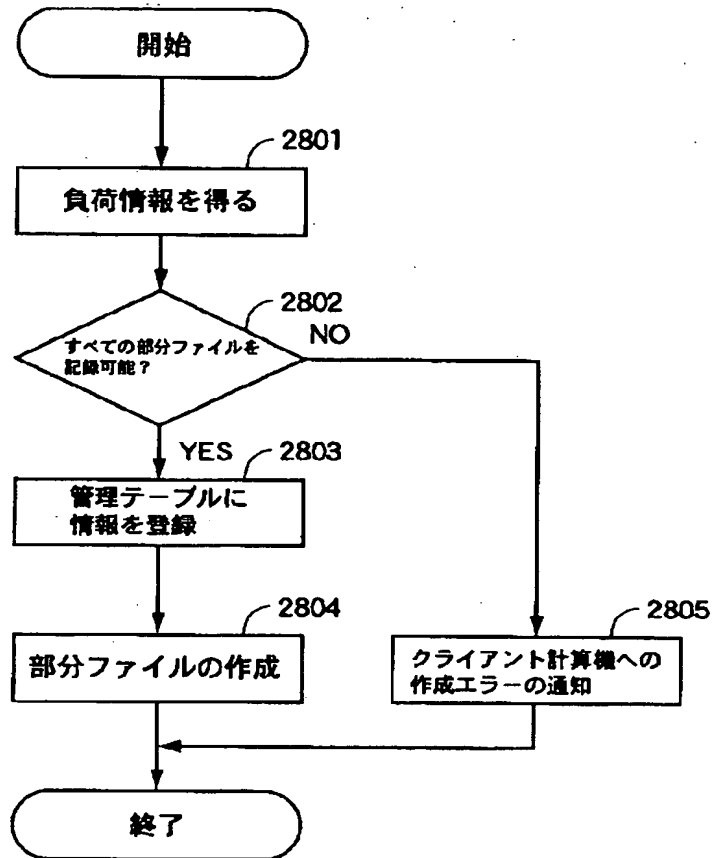 開始
2801
負荷情報を得る
2802
すべての部分ファイルを
記録可能？
NO
YES
2803
管理テーブルに
情報を登録
2804
部分ファイルの作成
2805
クライアント計算機への
作成エラーの通知
終了